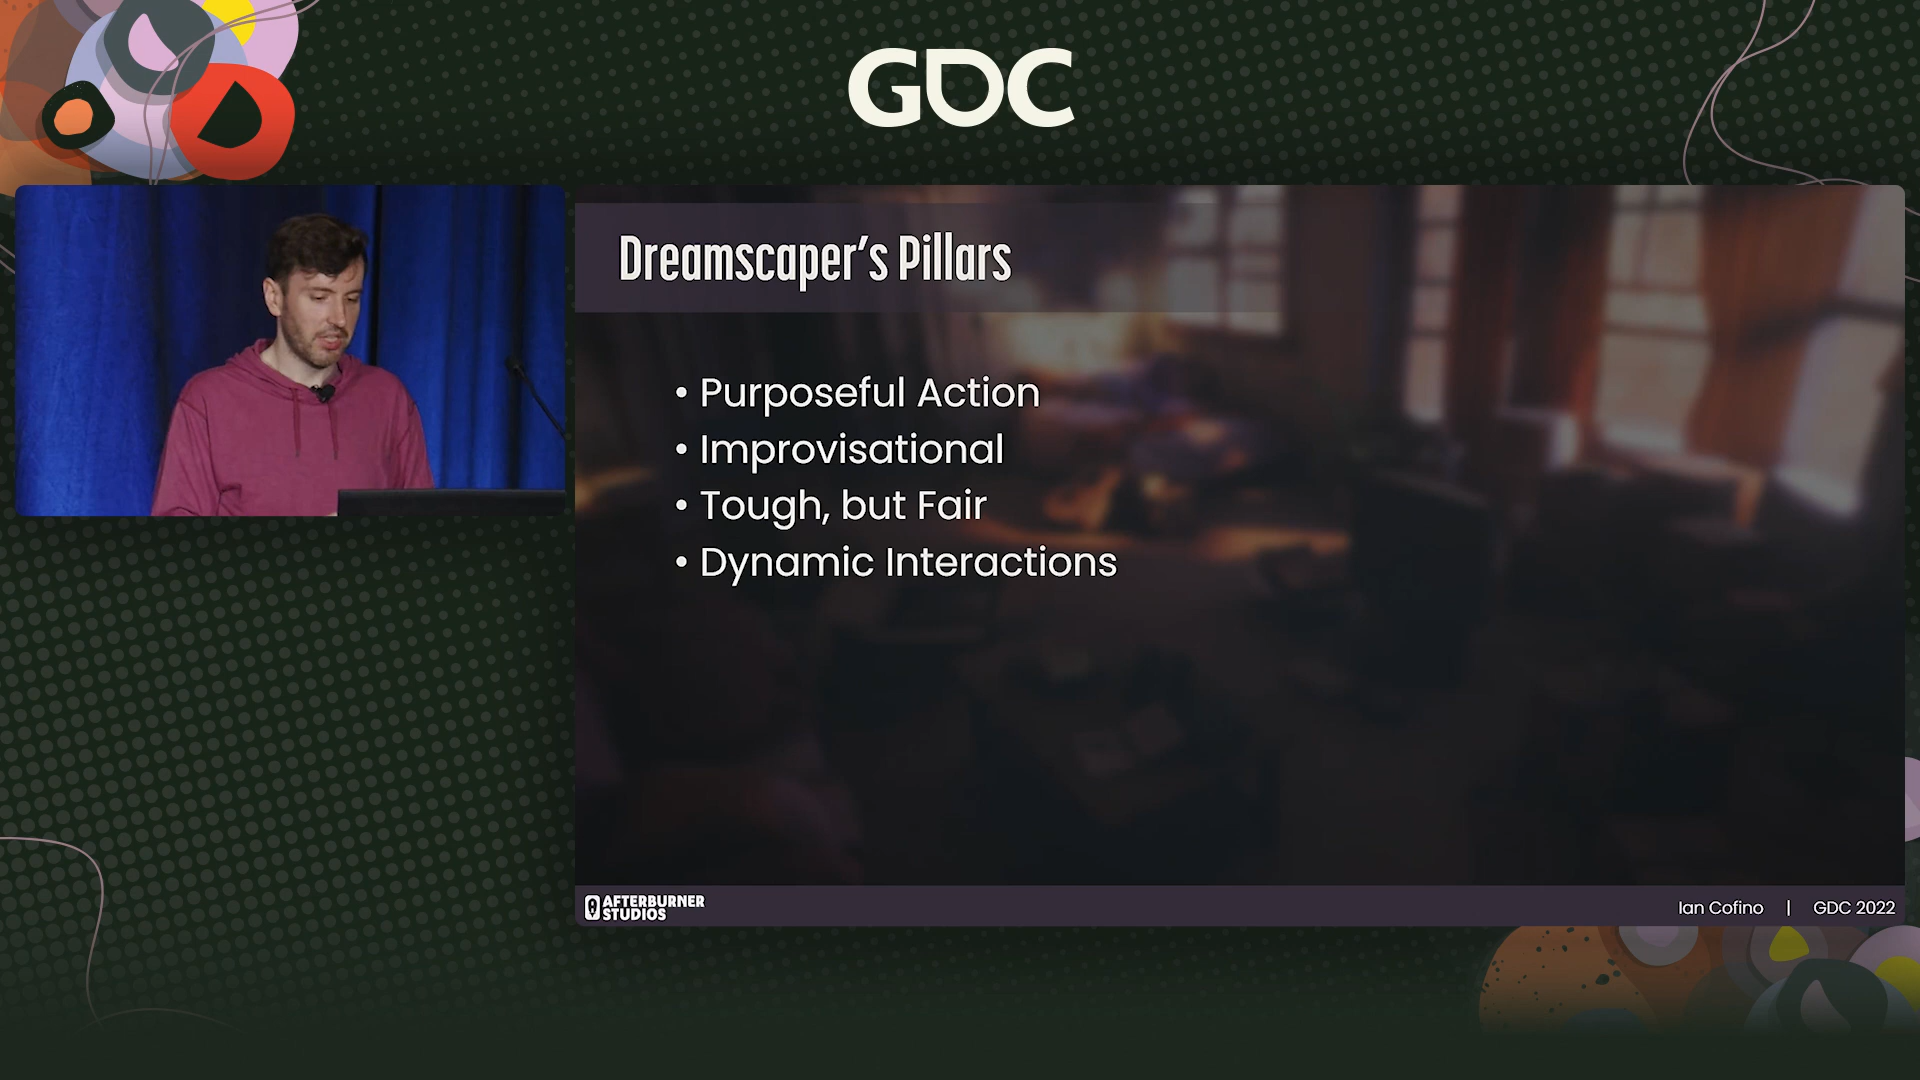 GDC
Dreamscaper's Pillars
• Purposeful Action
• Improvisational
• Tough, but Fair
• Dynamic Interactions
AFTERBURNER
STUDIOS
Ian Cofino | GDC 2022